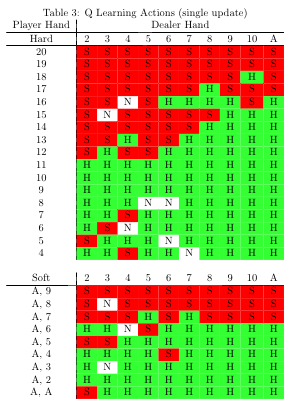 Table 3: Q Learning Actions (single update)
Player Hand Dealer Hand
Hard 2 3 4 5 6 7 8 9 10 A
20 S S S S S S S S S S
19 S S S S S S S S S S
18 S S S S S S S S H S
17 S S S S S S H S S S
16 S S N S H H H H S H
15 S N S S S S S H H H
14 S S S S S S H H H H
13 S S H S S H H H H H
12 S H S S H H H H H H
11 H H H H H H H H H H
10 H H H H H H H H H H
9 H H H H H H H H H H
8 H H H N N H H H H H
7 H H S H H H H H H H
6 H S N H H H H H H H
5 S H H H N H H H H H
4 H H S H H N H H H H
Soft 2 3 4 5 6 7 8 9 10 A
A, 9 S S S S S S S S S S
A, 8 S N S S S S S S S S
A, 7 S S S H S H S S S S
A, 6 H H N S H H H H H H
A, 5 S S H H H H H H H H
A, 4 H H H H S H H H H H
A, 3 H N H H H H H H H H
A, 2 H H H H H H H H H H
A, A S H H H H H H H H H